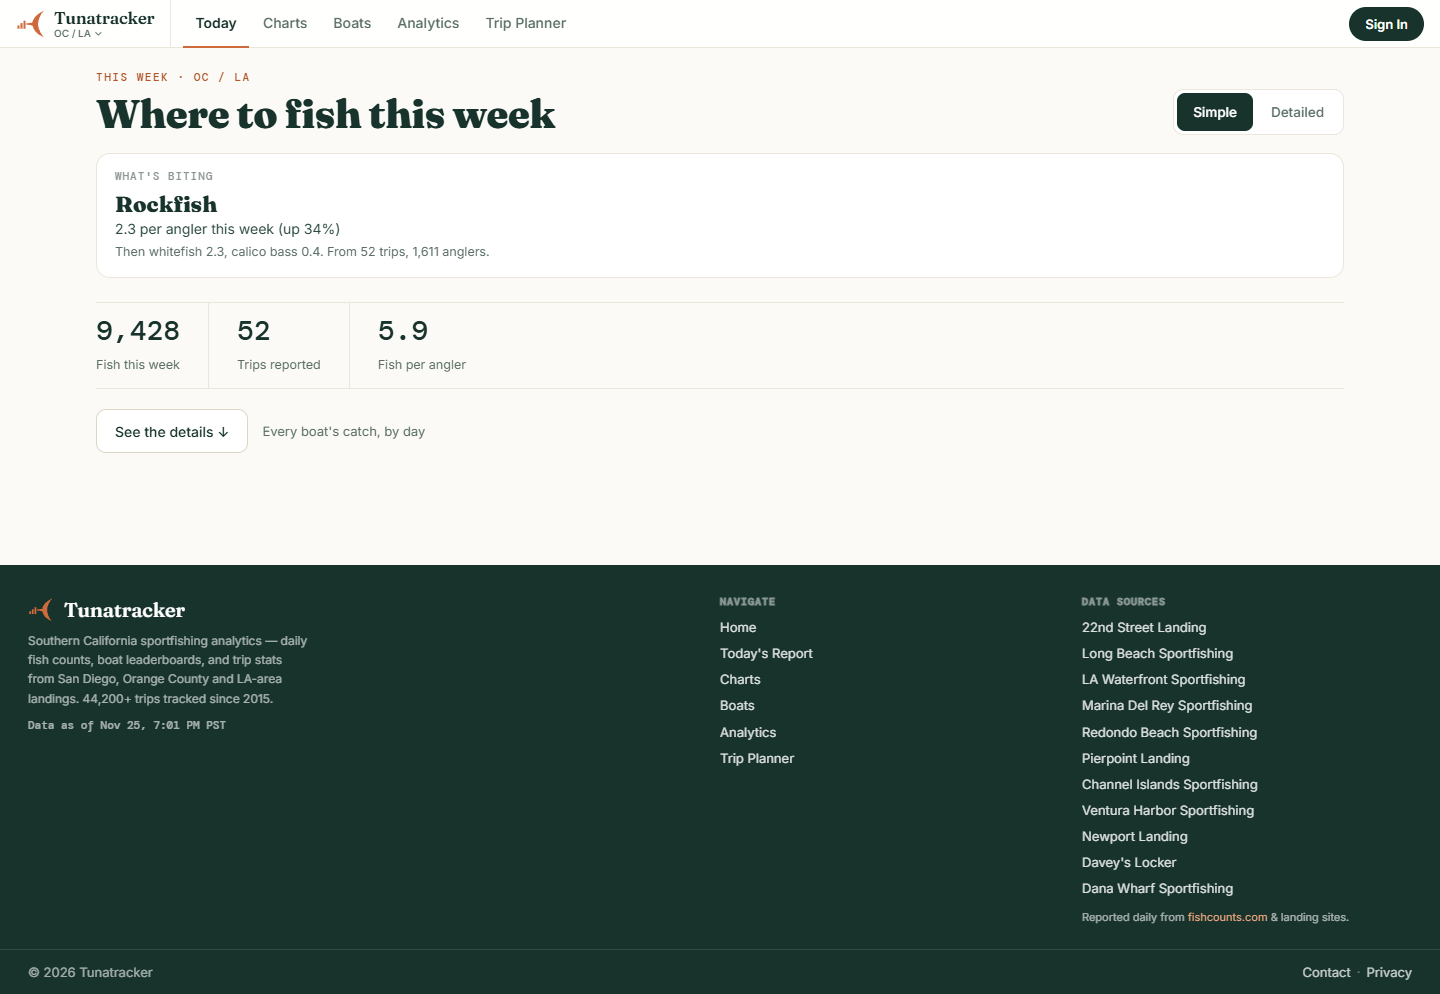 Tunatracker
OC / LA
Today
Charts
Boats
Analytics
Trip Planner
Sign In
THIS WEEK · OC / LA
Where to fish this week
Simple
Detailed
WHAT'S BITING
Rockfish
2.3 per angler this week (up 34%)
Then whitefish 2.3, calico bass 0.4. From 52 trips, 1,611 anglers.
9,428
Fish this week
52
Trips reported
5.9
Fish per angler
See the details ↓
Every boat's catch, by day
Tunatracker
Southern California sportfishing analytics — daily
fish counts, boat leaderboards, and trip stats
from San Diego, Orange County and LA-area
landings. 44,200+ trips tracked since 2015.
Data as of Nov 25, 7:01 PM PST
NAVIGATE
Home
Today's Report
Charts
Boats
Analytics
Trip Planner
DATA SOURCES
22nd Street Landing
Long Beach Sportfishing
LA Waterfront Sportfishing
Marina Del Rey Sportfishing
Redondo Beach Sportfishing
Pierpoint Landing
Channel Islands Sportfishing
Ventura Harbor Sportfishing
Newport Landing
Davey's Locker
Dana Wharf Sportfishing
Reported daily from fishcounts.com & landing sites.
© 2026 Tunatracker
Contact · Privacy